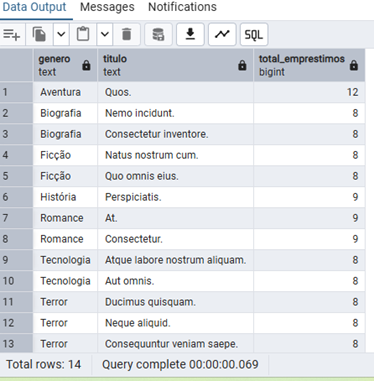 Data Output Messages Notifications
SQL
genero titulo total_emprestimos
text text bigint
1 Aventura Quos. 12
2 Biografia Nemo incidunt. 8
3 Biografia Consectetur inventore. 8
4 Ficção Natus nostrum cum. 8
5 Ficção Quo omnis eius. 8
6 História Perspiciatis. 9
7 Romance At. 9
8 Romance Consectetur. 9
9 Tecnologia Atque labore nostrum aliquam. 8
10 Tecnologia Aut omnis. 8
11 Terror Ducimus quisquam. 8
12 Terror Neque aliquid. 8
13 Terror Consequuntur veniam saepe. 8
Total rows: 14 Query complete 00:00:00.069